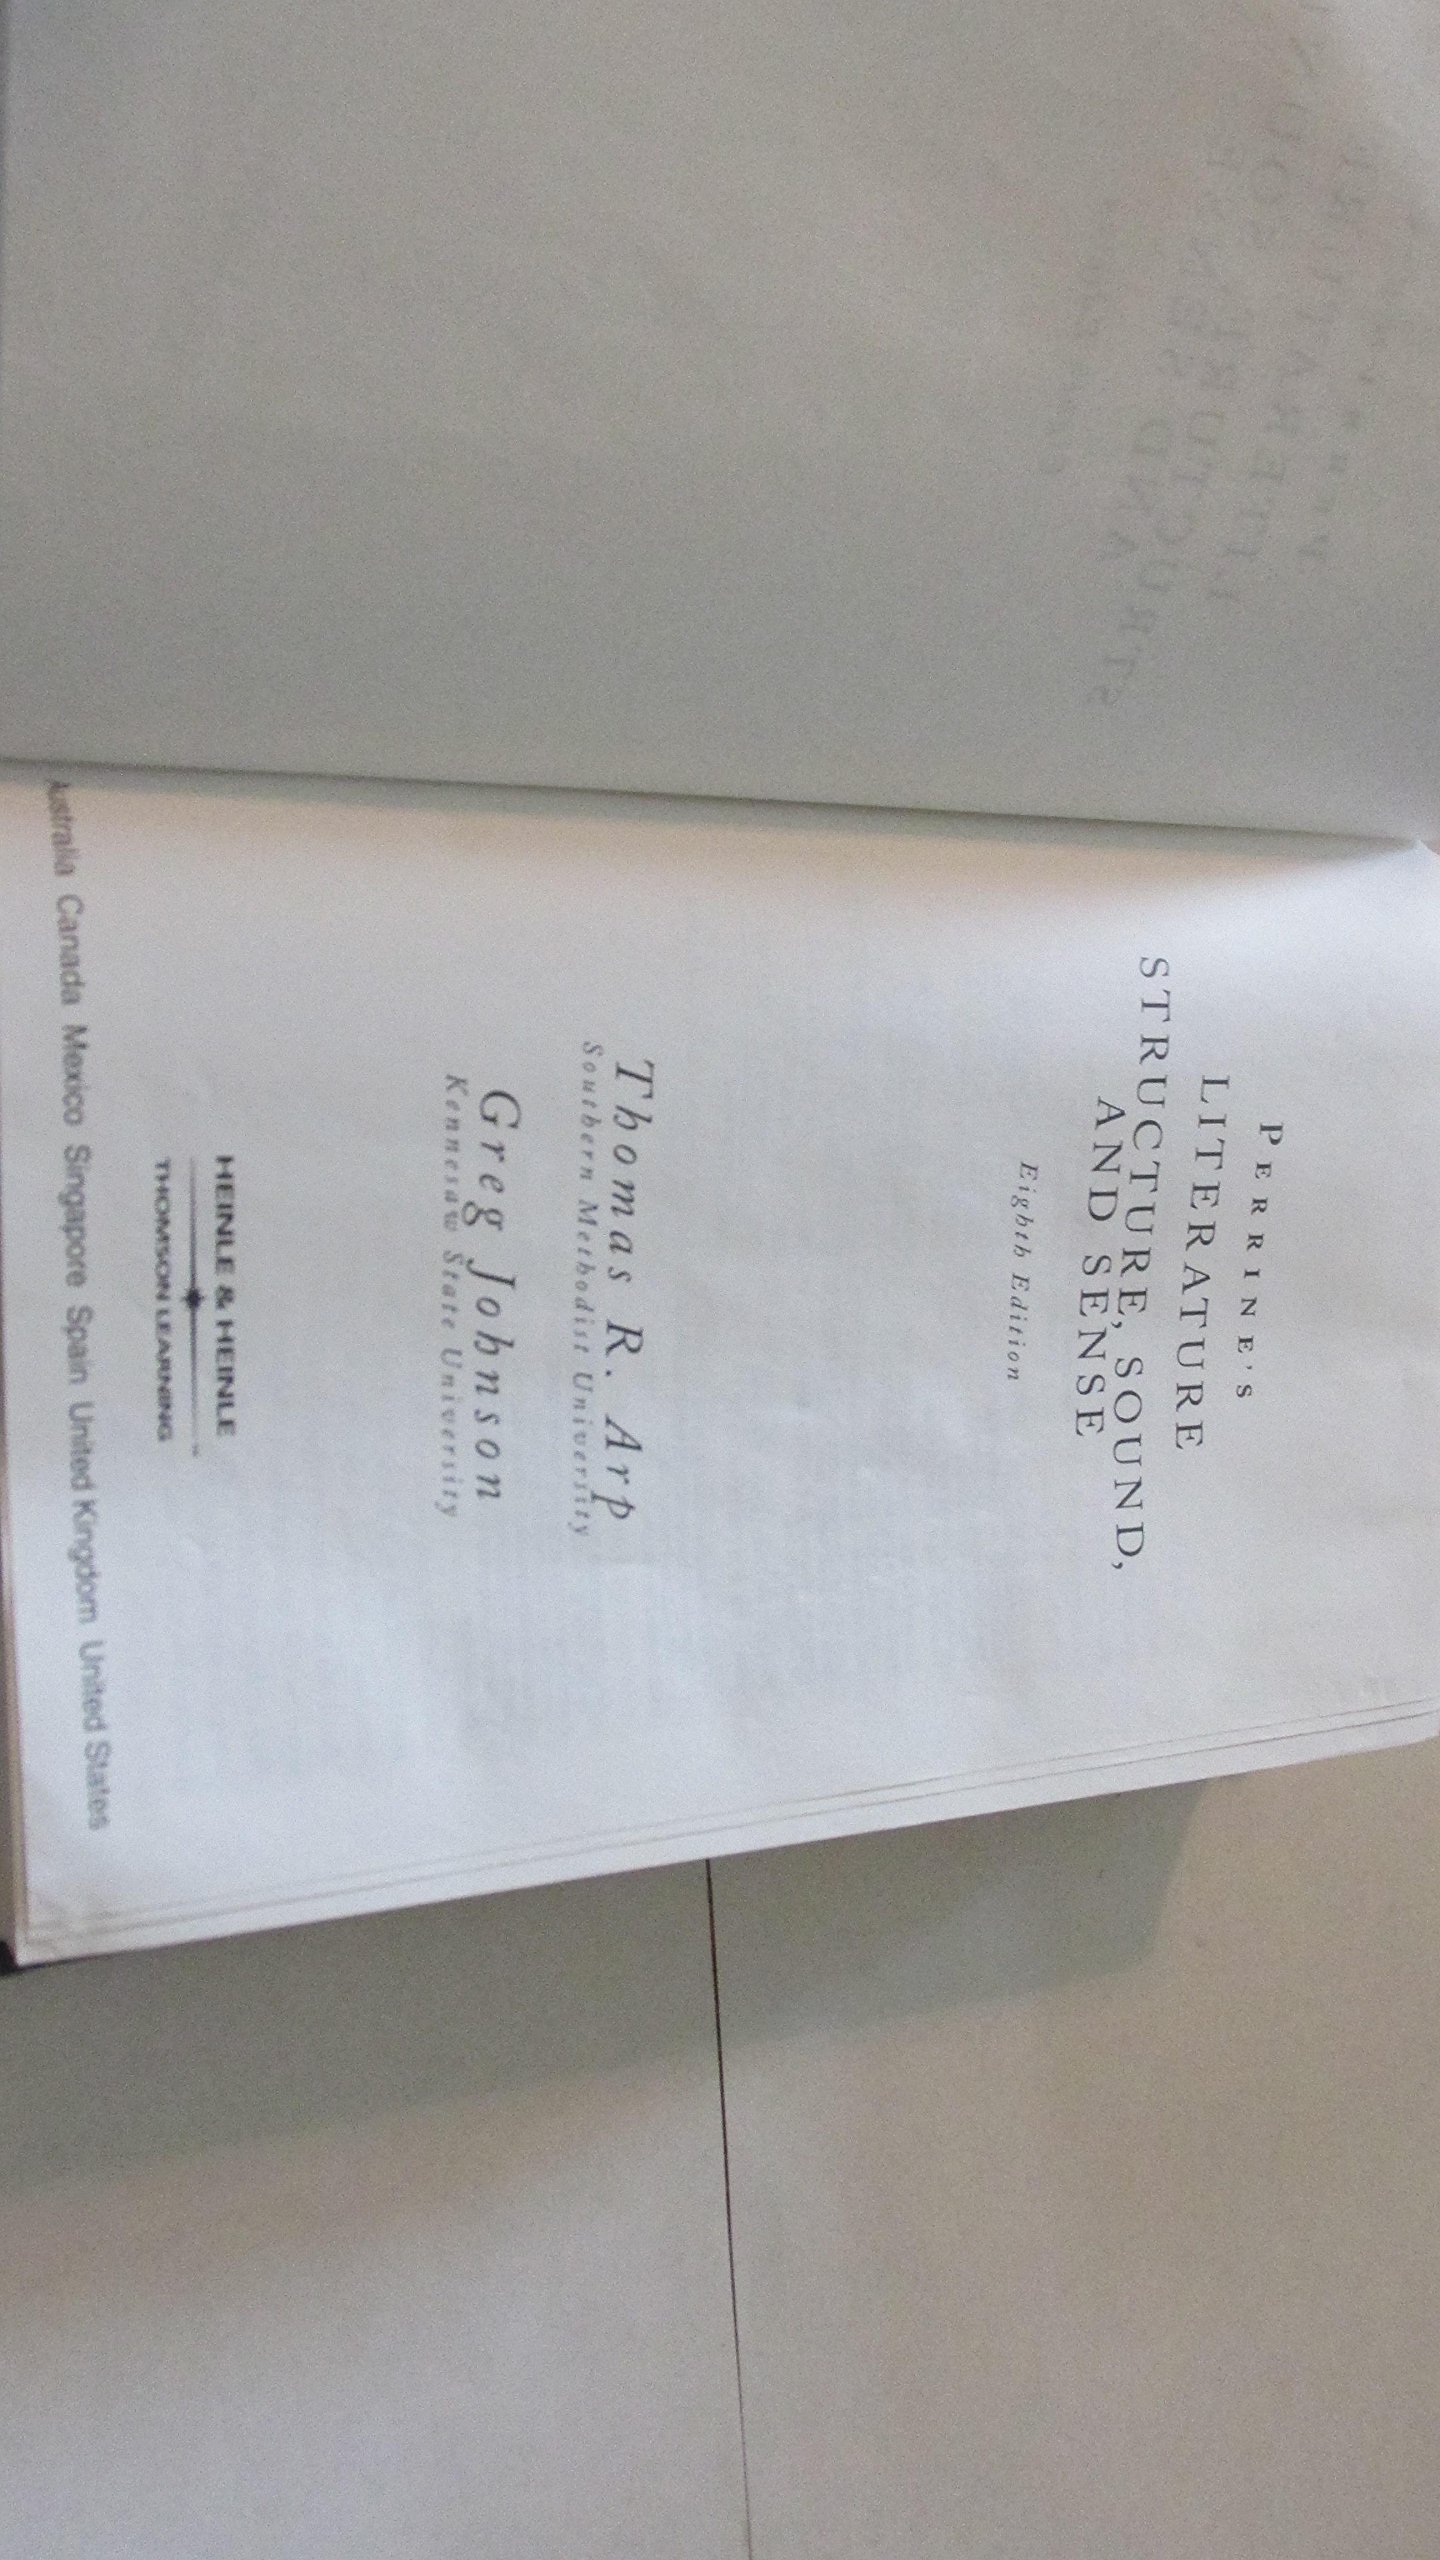 PERRINE'S
LITERATURE
STRUCTURE, SOUND,
AND SENSE
Eighth Edition
Thomas R. Arp
Southern Methodist University
Greg Johnson
Kennesaw State University
HEINLE & HEINLE
THOMSON LEARNING
Australia Canada Mexico Singapore Spain United Kingdom United States